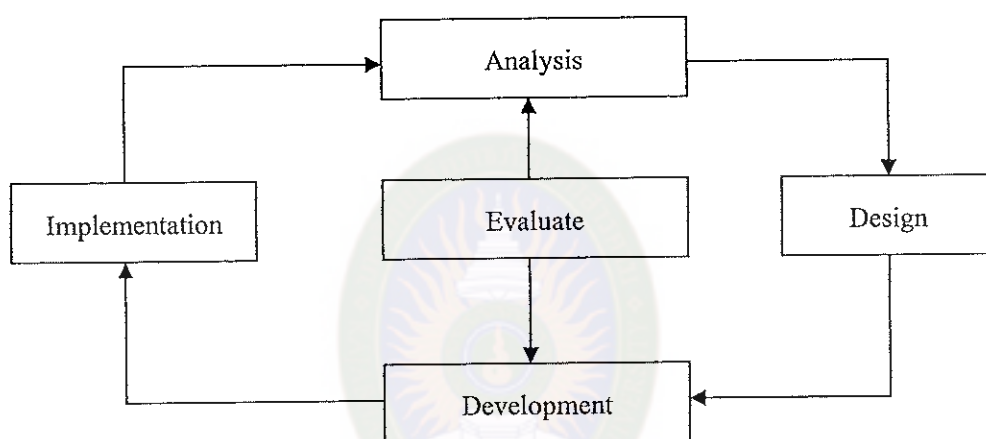 Analysis
Implementation
Evaluate
Design
Development